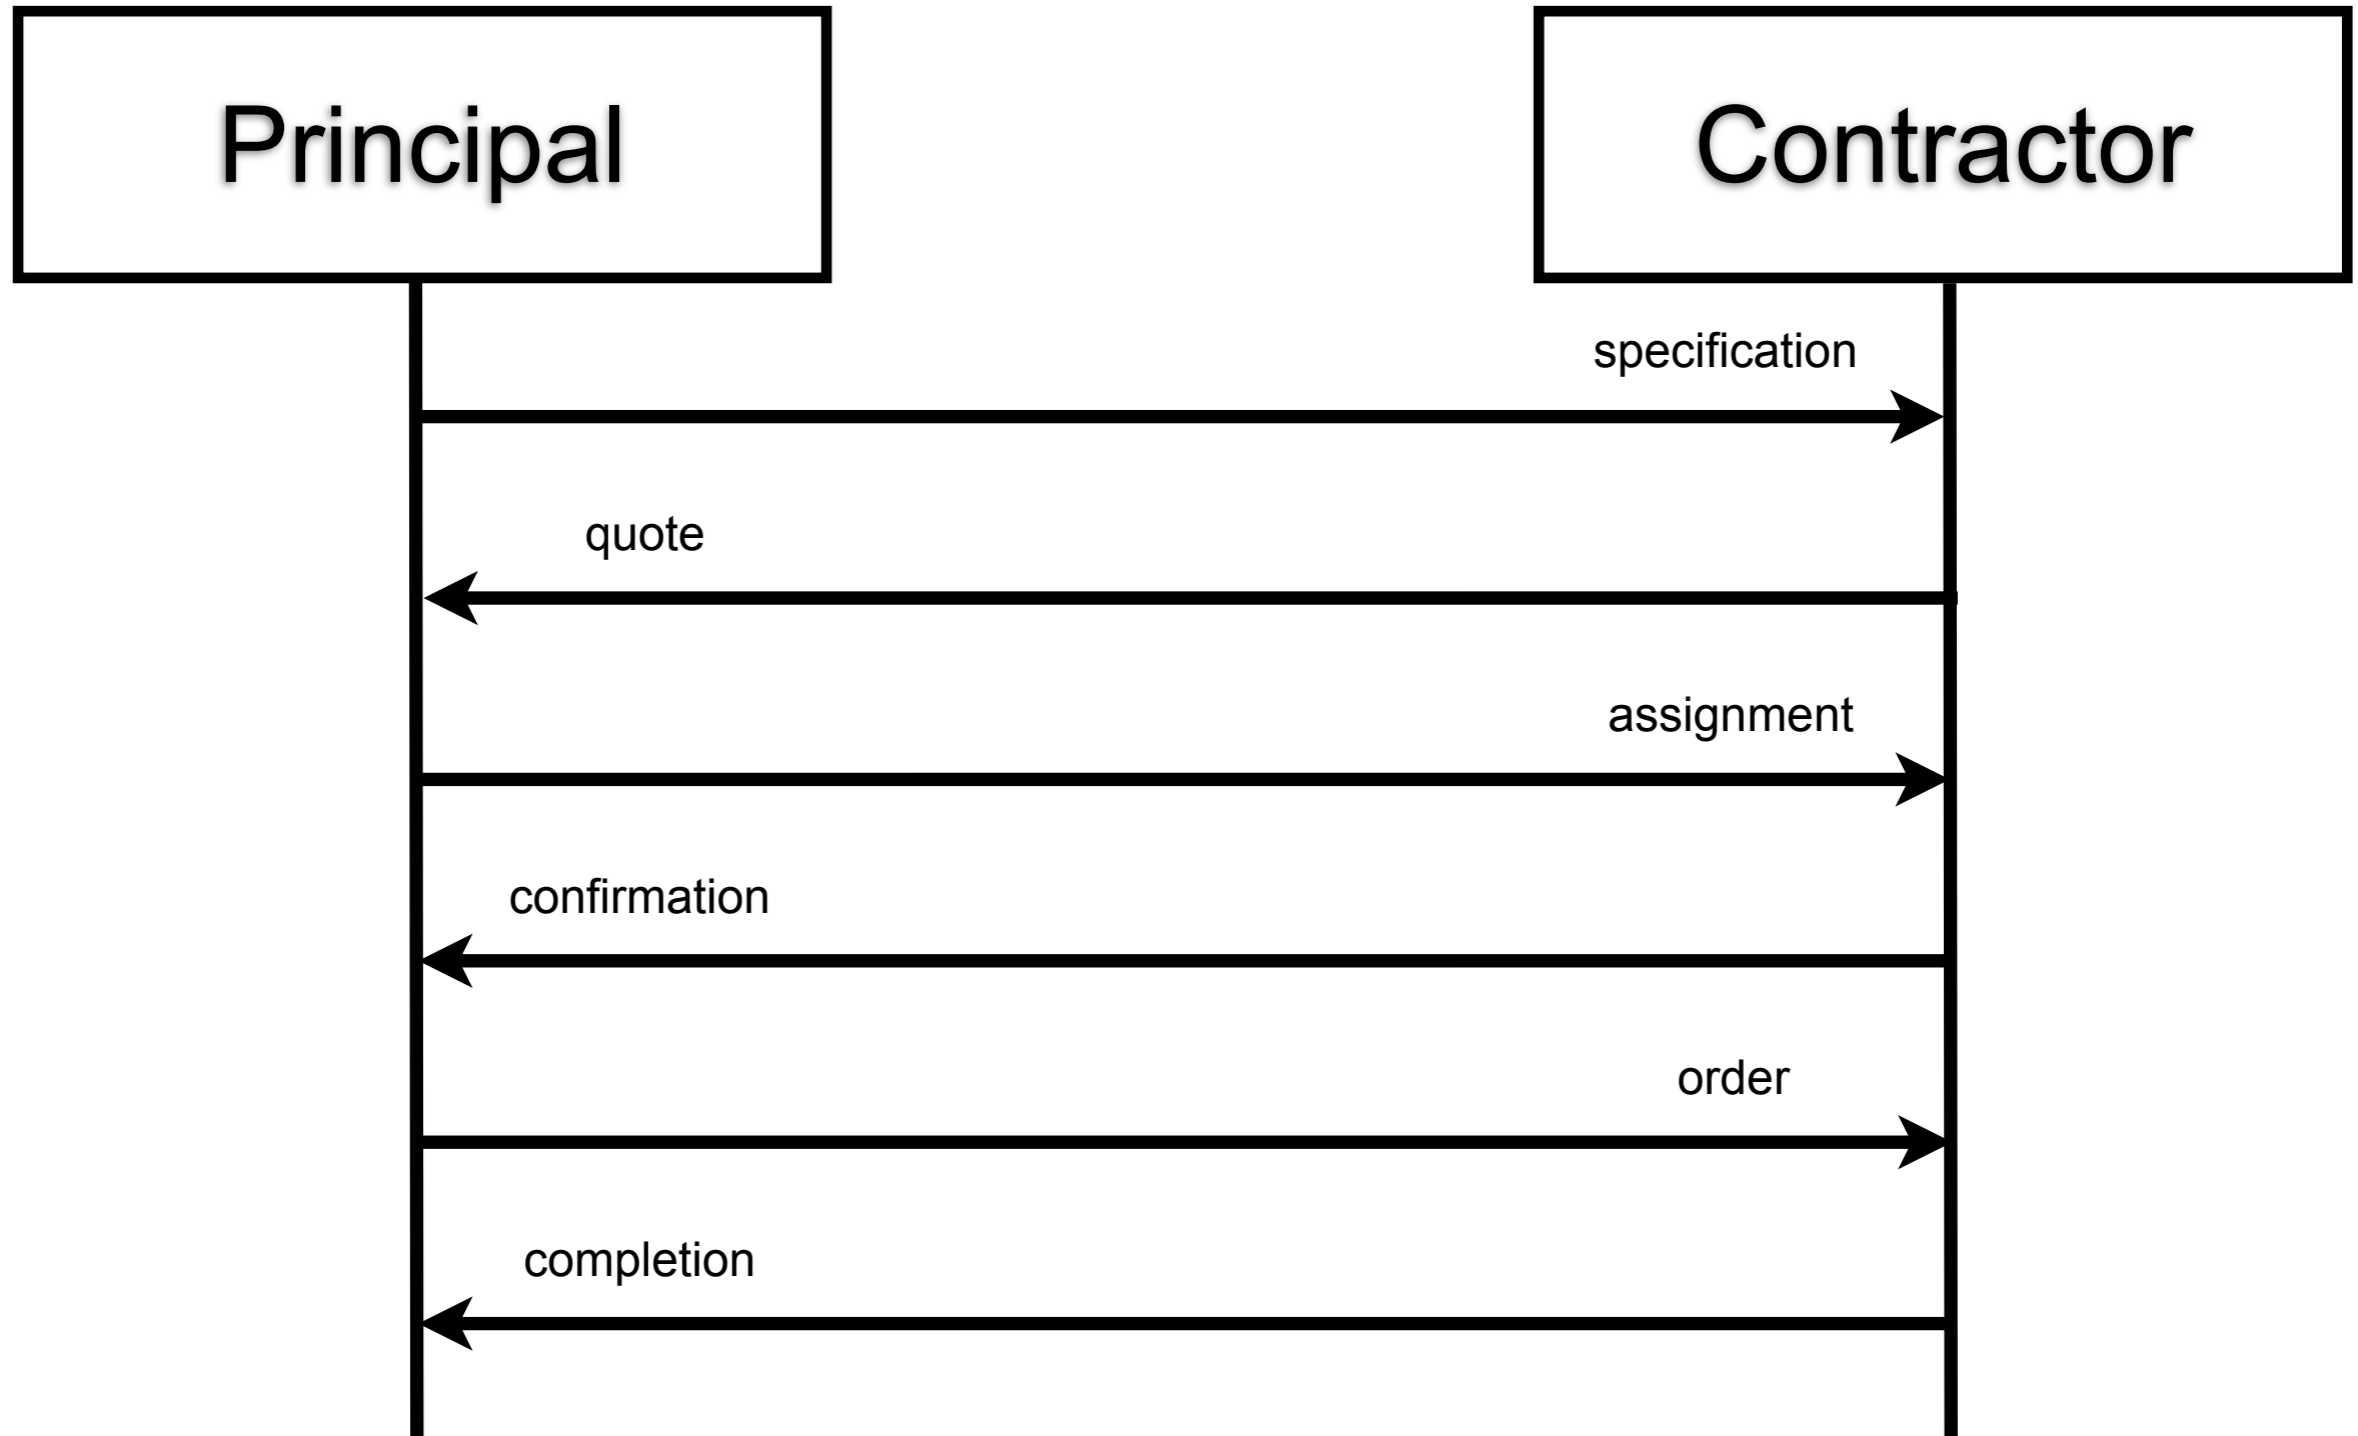 Principal
Contractor
specification
quote
assignment
confirmation
order
completion